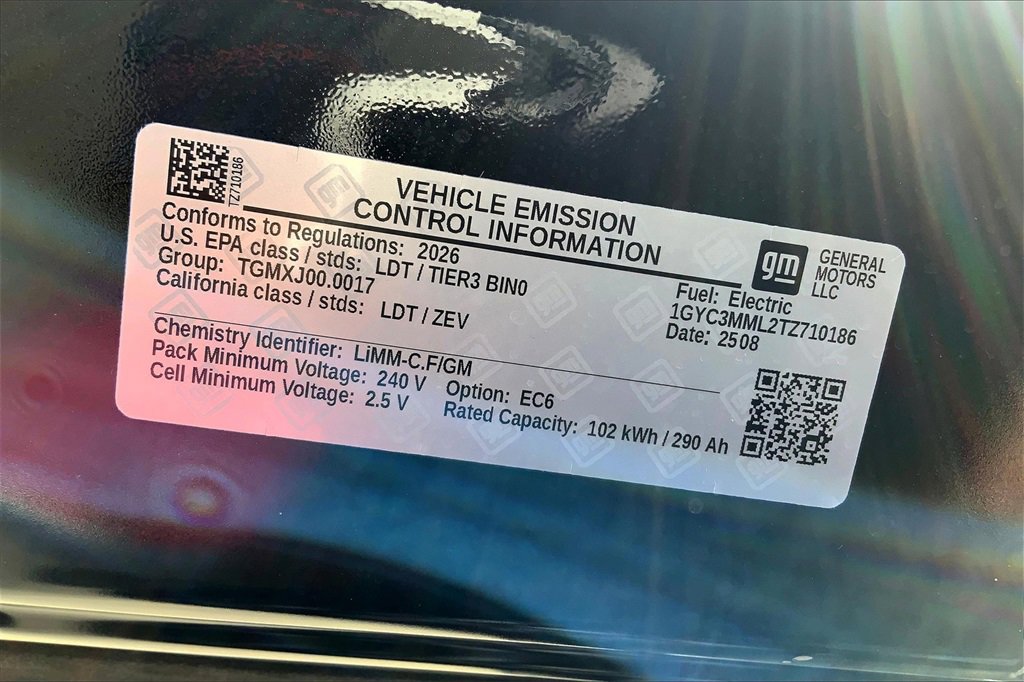 TZ710186
VEHICLE EMISSION
CONTROL INFORMATION
gm
GENERAL
MOTORS
LLC
Conforms to Regulations: 2026
U.S. EPA class / stds: LDT / TIER3 BIN0
Group: TGMXJ00.0017
California class / stds: LDT / ZEV
Fuel: Electric
1GYC3MML2TZ710186
Date: 2508
Chemistry Identifier: LiMM-C.F/GM
Pack Minimum Voltage: 240 V Option: EC6
Cell Minimum Voltage: 2.5 V Rated Capacity: 102 kWh / 290 Ah